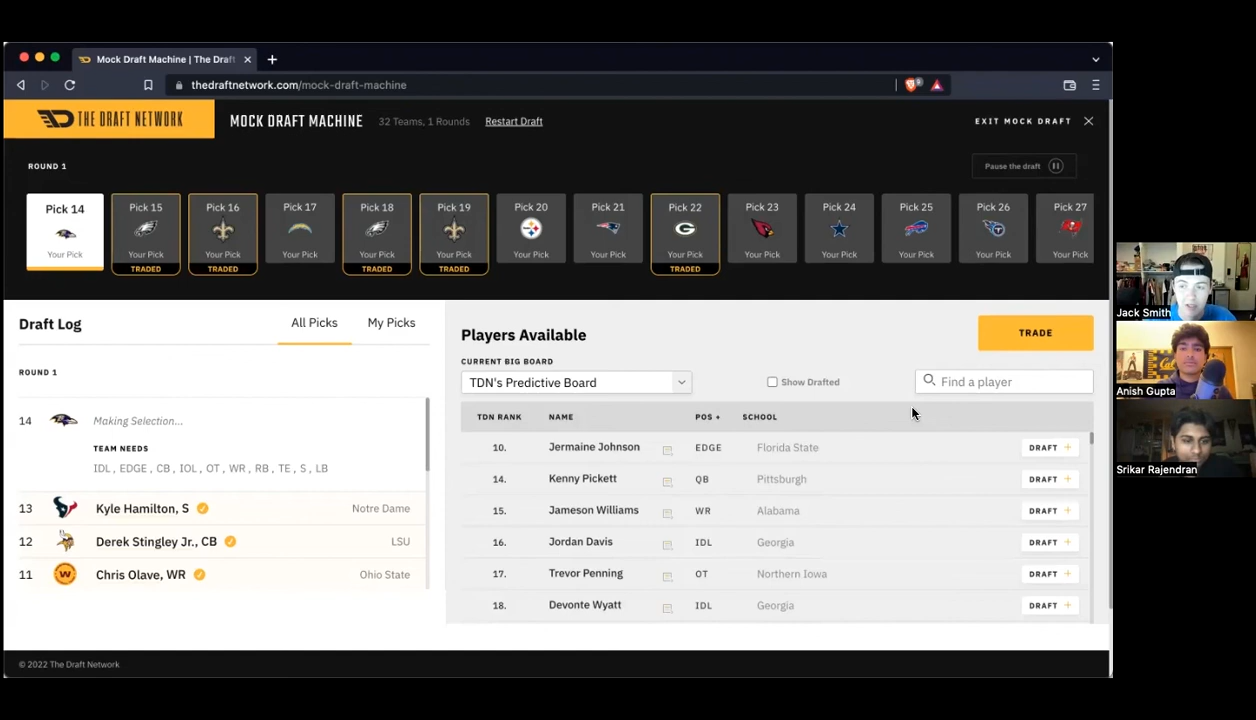 Mock Draft Machine | The Draft
thedraftnetwork.com/mock-draft-machine
THE DRAFT NETWORK
MOCK DRAFT MACHINE
32 Teams, 1 Rounds
Restart Draft
EXIT MOCK DRAFT
ROUND 1
Pause the draft
Pick 14
Your Pick
Pick 15
Your Pick
TRADED
Pick 16
Your Pick
TRADED
Pick 17
Your Pick
Pick 18
Your Pick
TRADED
Pick 19
Your Pick
TRADED
Pick 20
Your Pick
Pick 21
Your Pick
Pick 22
Your Pick
TRADED
Pick 23
Your Pick
Pick 24
Your Pick
Pick 25
Your Pick
Pick 26
Your Pick
Pick 27
Your Pick
Draft Log
All Picks
My Picks
ROUND 1
14 Making Selection...
TEAM NEEDS
IDL , EDGE , CB , IOL , OT , WR , RB , TE , S , LB
13 Kyle Hamilton, S Notre Dame
12 Derek Stingley Jr., CB LSU
11 W Chris Olave, WR Ohio State
Players Available
TRADE
CURRENT BIG BOARD
TDN's Predictive Board
Show Drafted
Find a player
TDN RANK NAME POS + SCHOOL
10. Jermaine Johnson EDGE Florida State DRAFT +
14. Kenny Pickett QB Pittsburgh DRAFT +
15. Jameson Williams WR Alabama DRAFT +
16. Jordan Davis IDL Georgia DRAFT +
17. Trevor Penning OT Northern Iowa DRAFT +
18. Devonte Wyatt IDL Georgia DRAFT +
© 2022 The Draft Network
Jack Smith
Anish Gupta
Cal
Srikar Rajendran